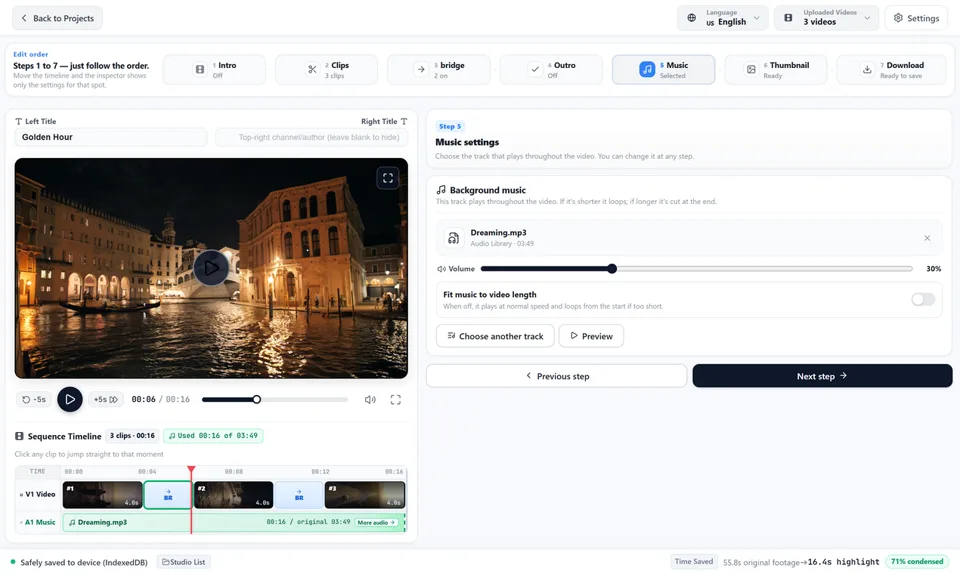 Back to Projects
Language
US English
Uploaded Videos
3 videos
Settings
Edit order
Steps 1 to 7 — just follow the order.
Move the timeline and the inspector shows
only the settings for that spot.
1 Intro
Off
2 Clips
3 clips
3 bridge
2 on
4 Outro
Off
5 Music
Selected
6 Thumbnail
Ready
7 Download
Ready to save
Left Title
Right Title
Golden Hour
Top-right channel/author (leave blank to hide)
-5s
+5s
00:06 / 00:16
Sequence Timeline
3 clips · 00:16
Used 00:16 of 03:49
Click any clip to jump straight to that moment
TIME
00:00
00:04
00:08
00:12
00:16
V1 Video
#1
4.0s
BR
#2
4.0s
BR
#3
4.0s
A1 Music
Dreaming.mp3
00:16 / original 03:49
More audio →
Step 5
Music settings
Choose the track that plays throughout the video. You can change it at any step.
Background music
This track plays throughout the video. If it's shorter it loops; if longer it's cut at the end.
Dreaming.mp3
Audio Library · 03:49
Volume
30%
Fit music to video length
When off, it plays at normal speed and loops from the start if too short.
Choose another track
Preview
Previous step
Next step
Safely saved to device (IndexedDB)
Studio List
Time Saved
55.8s original footage→16.4s highlight
71% condensed